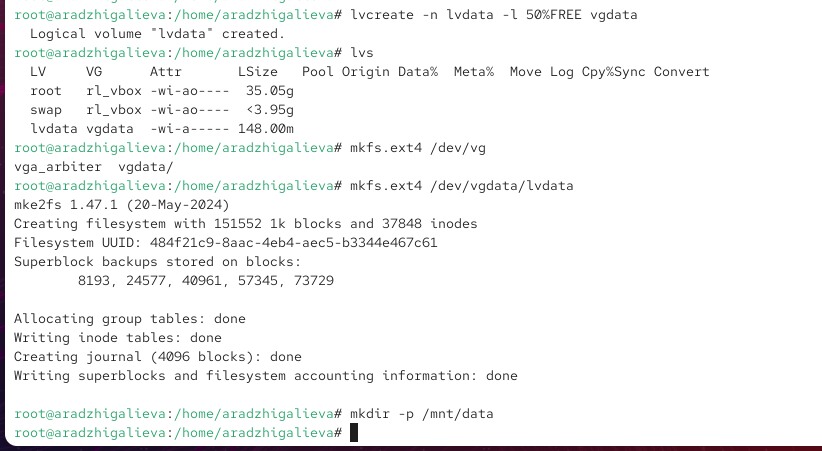 root@aradzhigalieva:/home/aradzhigalieva# lvcreate -n lvdata -l 50%FREE vgdata
  Logical volume "lvdata" created.
root@aradzhigalieva:/home/aradzhigalieva# lvs
  LV     VG      Attr       LSize   Pool Origin Data%  Meta%  Move Log Cpy%Sync Convert
  root   rl_vbox -wi-ao----  35.05g
  swap   rl_vbox -wi-ao----  <3.95g
  lvdata vgdata  -wi-a----- 148.00m
root@aradzhigalieva:/home/aradzhigalieva# mkfs.ext4 /dev/vg
vga_arbiter  vgdata/
root@aradzhigalieva:/home/aradzhigalieva# mkfs.ext4 /dev/vgdata/lvdata
mke2fs 1.47.1 (20-May-2024)
Creating filesystem with 151552 1k blocks and 37848 inodes
Filesystem UUID: 484f21c9-8aac-4eb4-aec5-b3344e467c61
Superblock backups stored on blocks:
        8193, 24577, 40961, 57345, 73729

Allocating group tables: done
Writing inode tables: done
Creating journal (4096 blocks): done
Writing superblocks and filesystem accounting information: done

root@aradzhigalieva:/home/aradzhigalieva# mkdir -p /mnt/data
root@aradzhigalieva:/home/aradzhigalieva#